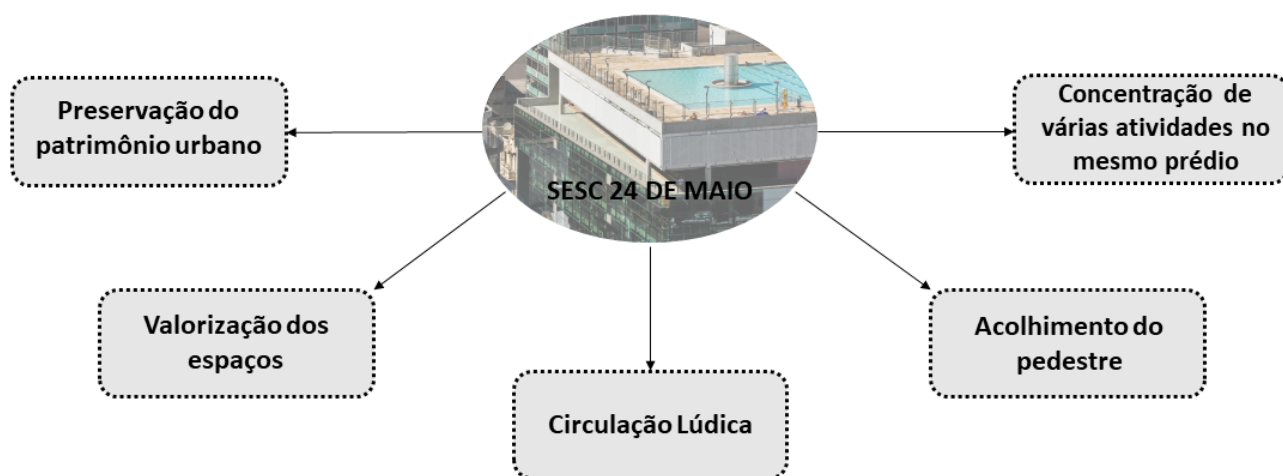 SESC 24 DE MAIO
Preservação do
patrimônio urbano
Concentração de
várias atividades no
mesmo prédio
Valorização dos
espaços
Acolhimento do
pedestre
Circulação Lúdica